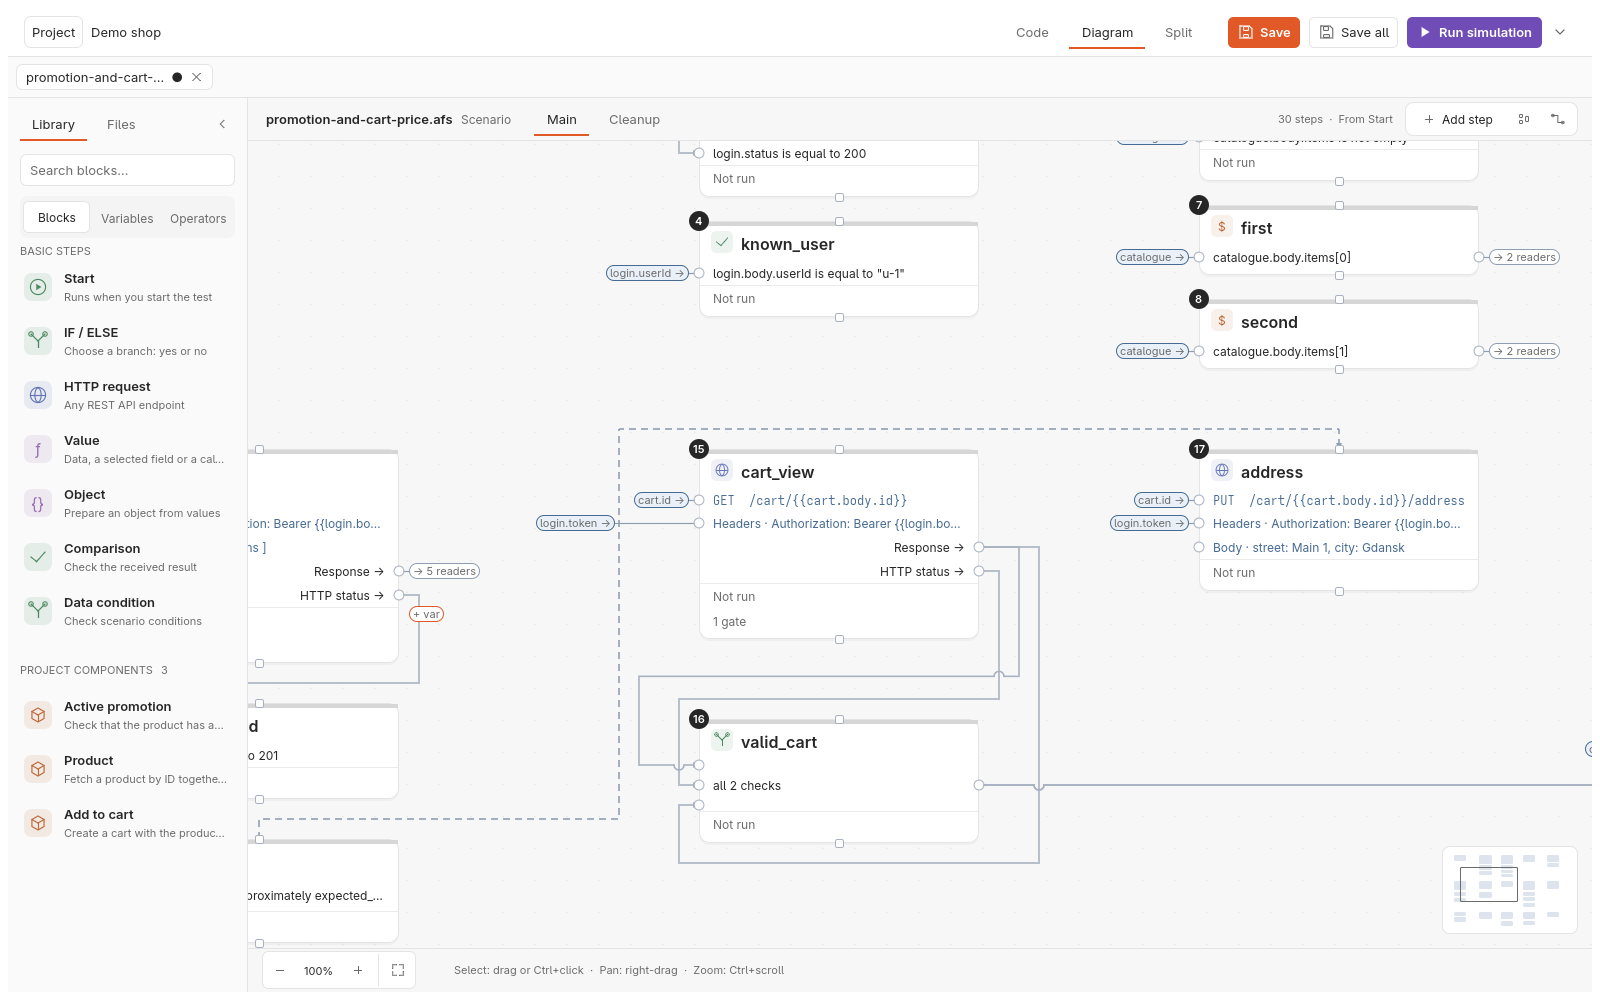 Project
Demo shop
Code
Diagram
Split
Save
Save all
Run simulation
promotion-and-cart-...
Library
Files
promotion-and-cart-price.afs
Scenario
Main
Cleanup
30 steps · From Start
Add step
Search blocks...
Blocks
Variables
Operators
BASIC STEPS
Start
Runs when you start the test
IF / ELSE
Choose a branch: yes or no
HTTP request
Any REST API endpoint
Value
Data, a selected field or a cal...
Object
Prepare an object from values
Comparison
Check the received result
Data condition
Check scenario conditions
PROJECT COMPONENTS 3
Active promotion
Check that the product has a...
Product
Fetch a product by ID togethe...
Add to cart
Create a cart with the produc...
login.status is equal to 200
Not run
4
known_user
login.userId →
login.body.userId is equal to "u-1"
Not run
Not run
7
first
catalogue →
catalogue.body.items[0]
→ 2 readers
8
second
catalogue →
catalogue.body.items[1]
→ 2 readers
tion: Bearer {{login.bo...
ns ]
Response →
→ 5 readers
HTTP status →
+ var
d
o 201
proximately expected_...
15
cart_view
cart.id →
GET /cart/{{cart.body.id}}
login.token →
Headers · Authorization: Bearer {{login.bo...
Response →
HTTP status →
Not run
1 gate
16
valid_cart
all 2 checks
Not run
17
address
cart.id →
PUT /cart/{{cart.body.id}}/address
login.token →
Headers · Authorization: Bearer {{login.bo...
Body · street: Main 1, city: Gdansk
Not run
− 100% +
Select: drag or Ctrl+click · Pan: right-drag · Zoom: Ctrl+scroll